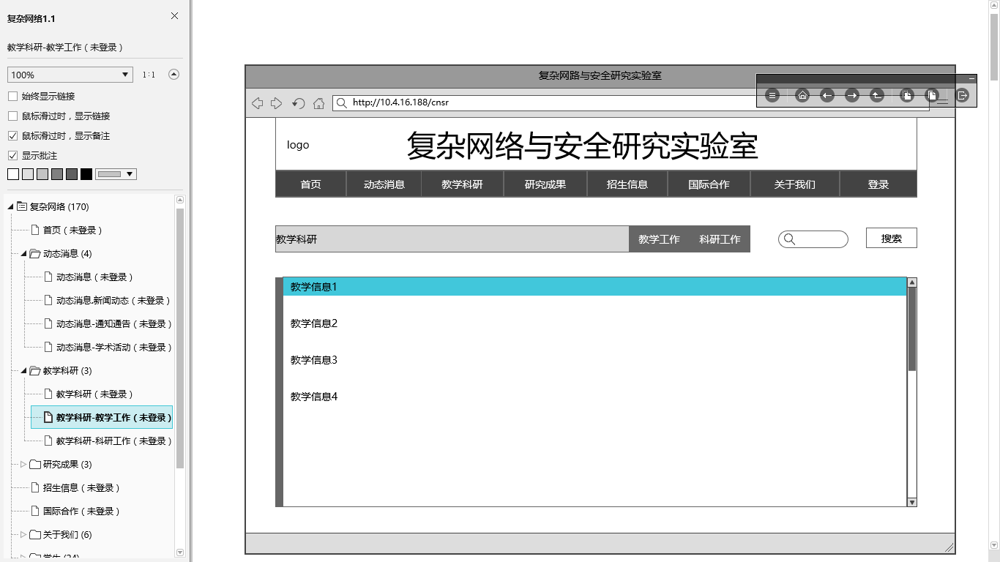 复杂网络1.1
教学科研-教学工作（未登录）
100%
1:1
始终显示链接
鼠标滑过时，显示链接
鼠标滑过时，显示备注
显示批注
复杂网络 (170)
首页（未登录）
动态消息 (4)
动态消息（未登录）
动态消息.新闻动态（未登录）
动态消息-通知通告（未登录）
动态消息-学术活动（未登录）
教学科研 (3)
教学科研（未登录）
教学科研-教学工作（未登录）
教学科研-科研工作（未登录）
研究成果 (3)
招生信息（未登录）
国际合作（未登录）
关于我们 (6)
复杂网路与安全研究实验室
http://10.4.16.188/cnsr
logo
复杂网络与安全研究实验室
首页 动态消息 教学科研 研究成果 招生信息 国际合作 关于我们 登录
教学科研 教学工作 科研工作 搜索
教学信息1
教学信息2
教学信息3
教学信息4